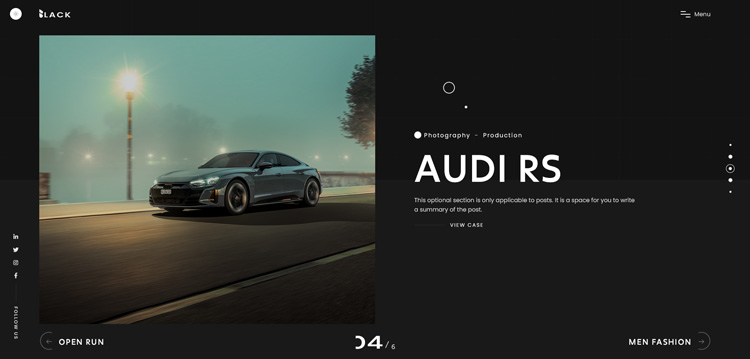 BLACK
Menu
Photography - Production
AUDI RS
This optional section is only applicable to posts. It is a space for you to write
a summary of the post.
VIEW CASE
FOLLOW US
OPEN RUN
04 / 6
MEN FASHION